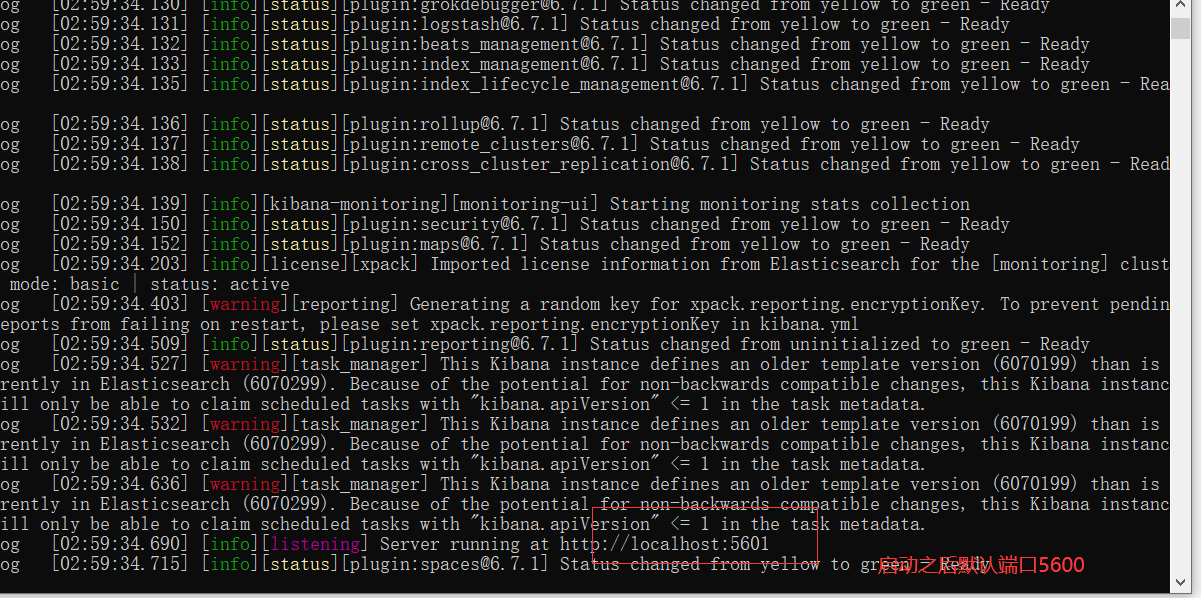 og [02:59:34.130] [info][status][plugin:grokdebugger@6.7.1] Status changed from yellow to green - Ready
og [02:59:34.131] [info][status][plugin:logstash@6.7.1] Status changed from yellow to green - Ready
og [02:59:34.132] [info][status][plugin:beats_management@6.7.1] Status changed from yellow to green - Ready
og [02:59:34.133] [info][status][plugin:index_management@6.7.1] Status changed from yellow to green - Ready
og [02:59:34.135] [info][status][plugin:index_lifecycle_management@6.7.1] Status changed from yellow to green - Rea
og [02:59:34.136] [info][status][plugin:rollup@6.7.1] Status changed from yellow to green - Ready
og [02:59:34.137] [info][status][plugin:remote_clusters@6.7.1] Status changed from yellow to green - Ready
og [02:59:34.138] [info][status][plugin:cross_cluster_replication@6.7.1] Status changed from yellow to green - Read
og [02:59:34.139] [info][kibana-monitoring][monitoring-ui] Starting monitoring stats collection
og [02:59:34.150] [info][status][plugin:security@6.7.1] Status changed from yellow to green - Ready
og [02:59:34.152] [info][status][plugin:maps@6.7.1] Status changed from yellow to green - Ready
og [02:59:34.203] [info][license][xpack] Imported license information from Elasticsearch for the [monitoring] clust
mode: basic | status: active
og [02:59:34.403] [warning][reporting] Generating a random key for xpack.reporting.encryptionKey. To prevent pendin
eports from failing on restart, please set xpack.reporting.encryptionKey in kibana.yml
og [02:59:34.509] [info][status][plugin:reporting@6.7.1] Status changed from uninitialized to green - Ready
og [02:59:34.527] [warning][task_manager] This Kibana instance defines an older template version (6070199) than is
rently in Elasticsearch (6070299). Because of the potential for non-backwards compatible changes, this Kibana instanc
ill only be able to claim scheduled tasks with "kibana.apiVersion" <= 1 in the task metadata.
og [02:59:34.532] [warning][task_manager] This Kibana instance defines an older template version (6070199) than is
rently in Elasticsearch (6070299). Because of the potential for non-backwards compatible changes, this Kibana instanc
ill only be able to claim scheduled tasks with "kibana.apiVersion" <= 1 in the task metadata.
og [02:59:34.636] [warning][task_manager] This Kibana instance defines an older template version (6070199) than is
rently in Elasticsearch (6070299). Because of the potential for non-backwards compatible changes, this Kibana instanc
ill only be able to claim scheduled tasks with "kibana.apiVersion" <= 1 in the task metadata.
og [02:59:34.690] [info][listening] Server running at http://localhost:5601
og [02:59:34.715] [info][status][plugin:spaces@6.7.1] Status changed from yellow to green - Ready
启动之后默认端口5600